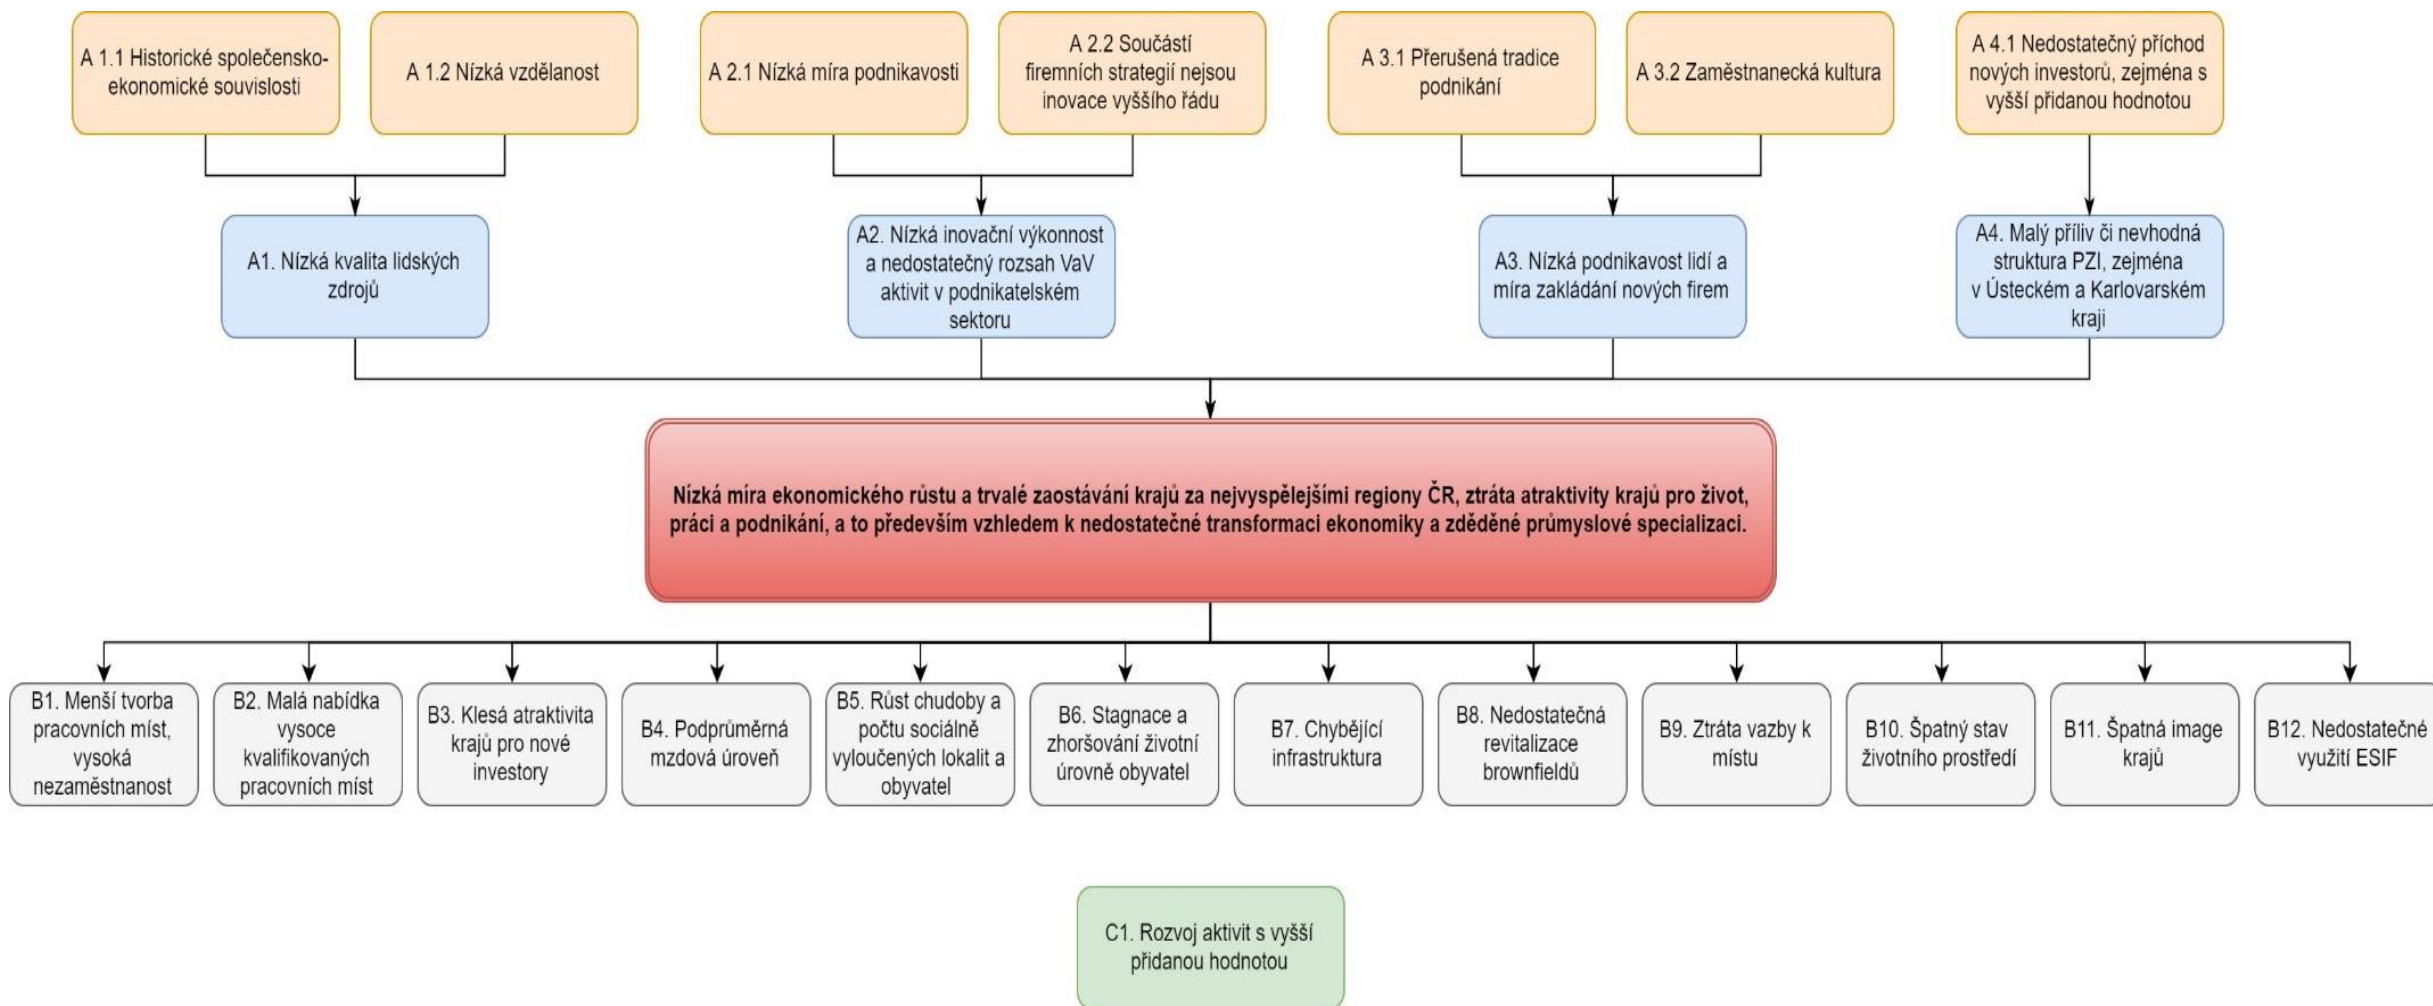 A 1.1 Historické společensko-
ekonomické souvislosti
A 1.2 Nízká vzdělanost
A 2.1 Nízká míra podnikavosti
A 2.2 Součástí
firemních strategií nejsou
inovace vyššího řádu
A 3.1 Přerušená tradice
podnikání
A 3.2 Zaměstnanecká kultura
A 4.1 Nedostatečný příchod
nových investorů, zejména s
vyšší přidanou hodnotou
A1. Nízká kvalita lidských
zdrojů
A2. Nízká inovační výkonnost
a nedostatečný rozsah VaV
aktivit v podnikatelském
sektoru
A3. Nízká podnikavost lidí a
míra zakládání nových firem
A4. Malý příliv či nevhodná
struktura PZI, zejména
v Ústeckém a Karlovarském
kraji
Nízká míra ekonomického růstu a trvalé zaostávání krajů za nejvyspělejšími regiony ČR, ztráta atraktivity krajů pro život,
práci a podnikání, a to především vzhledem k nedostatečné transformaci ekonomiky a zděděné průmyslové specializaci.
B1. Menší tvorba
pracovních míst,
vysoká
nezaměstnanost
B2. Malá nabídka
vysoce
kvalifikovaných
pracovních míst
B3. Klesá atraktivita
krajů pro nové
investory
B4. Podprůměrná
mzdová úroveň
B5. Růst chudoby a
počtu sociálně
vyloučených lokalit a
obyvatel
B6. Stagnace a
zhoršování životní
úrovně obyvatel
B7. Chybějící
infrastruktura
B8. Nedostatečná
revitalizace
brownfieldů
B9. Ztráta vazby k
místu
B10. Špatný stav
životního prostředí
B11. Špatná image
krajů
B12. Nedostatečné
využití ESIF
C1. Rozvoj aktivit s vyšší
přidanou hodnotou